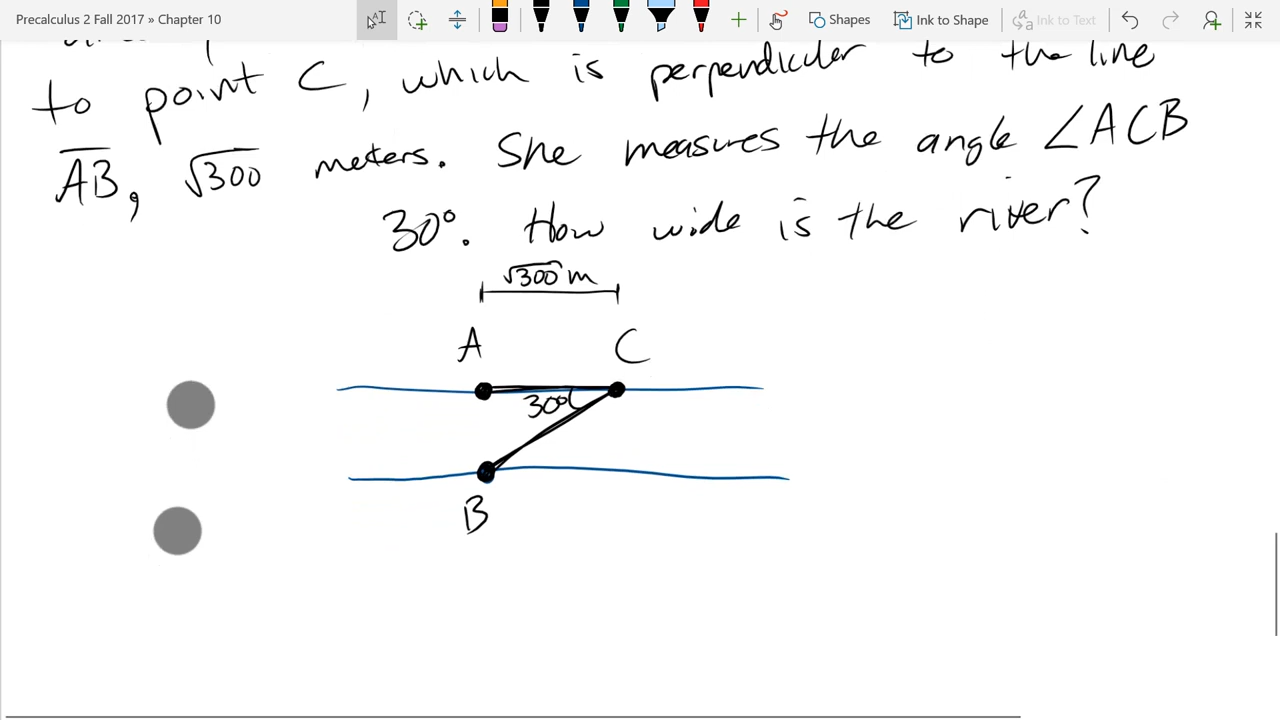 Precalculus 2 Fall 2017 » Chapter 10
Shapes
Ink to Shape
Ink to Text
to point C, which is perpendicular to the line
AB, √300 meters. She measures the angle ∠ACB
30°. How wide is the river?
√300 m
A C
30°
B